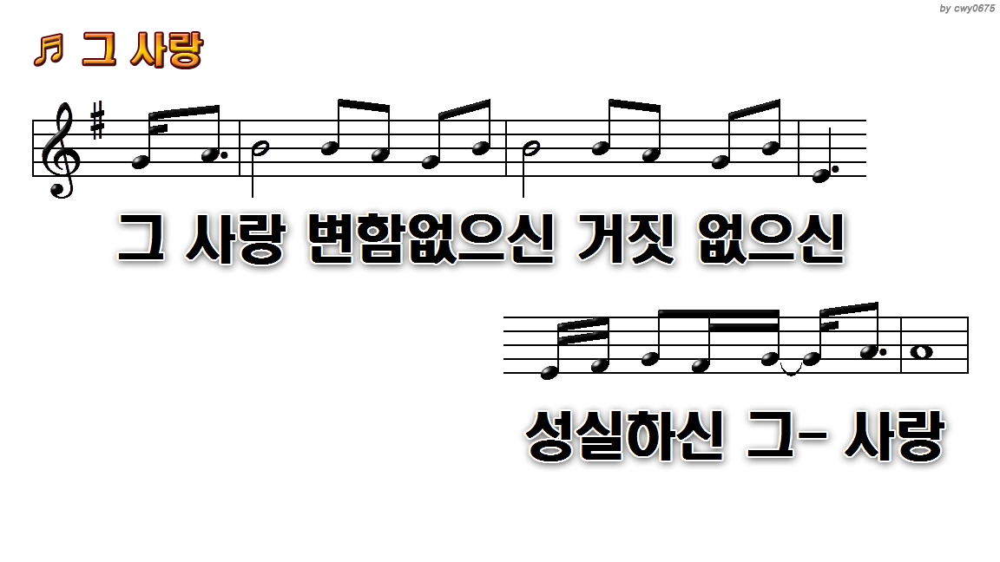 by cwy0675
그 사랑
그 사랑 변함없으신 거짓 없으신
성실하신 그- 사랑